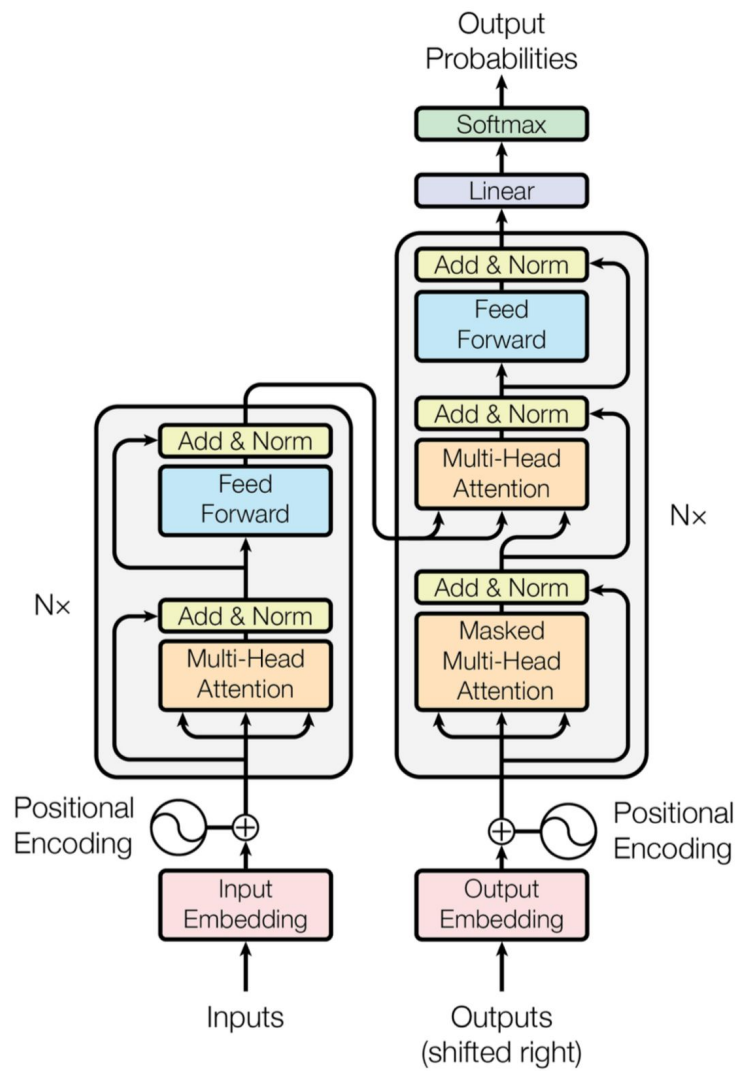 Output
Probabilities
Softmax
Linear
Add & Norm
Feed
Forward
Add & Norm
Multi-Head
Attention
Add & Norm
Masked
Multi-Head
Attention
N×
Add & Norm
Feed
Forward
Add & Norm
Multi-Head
Attention
N×
Positional
Encoding
Positional
Encoding
Input
Embedding
Output
Embedding
Inputs
Outputs
(shifted right)